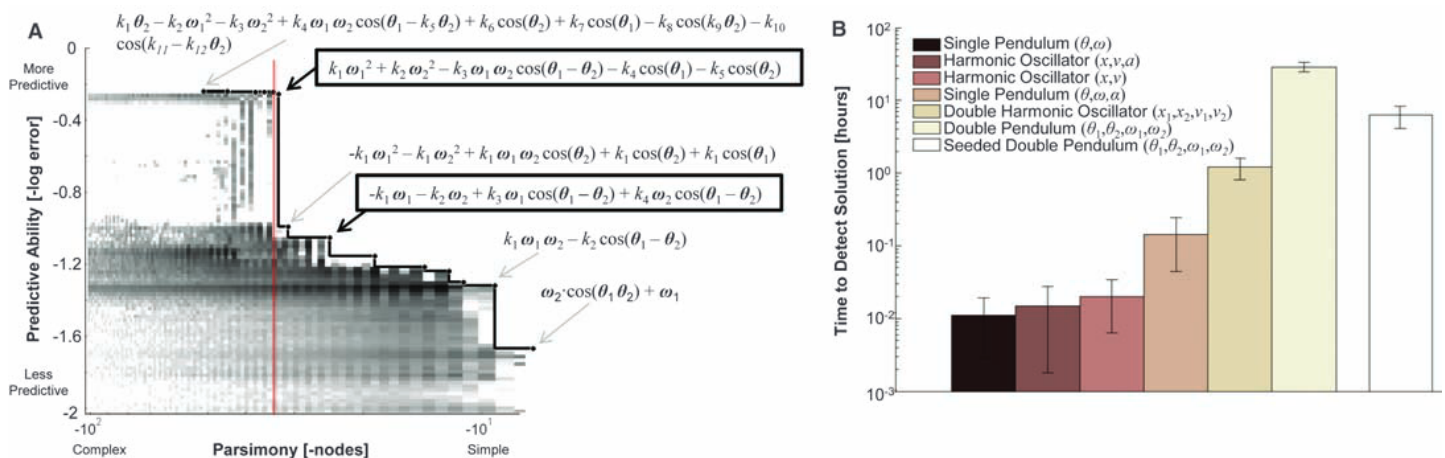 A
k₁θ₂ − k₂ω₁² − k₃ω₂² + k₄ω₁ω₂cos(θ₁ − k₅θ₂) + k₆cos(θ₂) + k₇cos(θ₁) − k₈cos(k₉θ₂) − k₁₀
cos(k₁₁ − k₁₂θ₂)
k₁ω₁² + k₂ω₂² − k₃ω₁ω₂cos(θ₁ − θ₂) − k₄cos(θ₁) − k₅cos(θ₂)
-k₁ω₁² − k₁ω₂² + k₁ω₁ω₂cos(θ₂) + k₁cos(θ₂) + k₁cos(θ₁)
-k₁ω₁ − k₂ω₂ + k₃ω₁cos(θ₁ − θ₂) + k₄ω₂cos(θ₁ − θ₂)
k₁ω₁ω₂ − k₂cos(θ₁ − θ₂)
ω₂·cos(θ₁θ₂) + ω₁
More
Predictive
Predictive Ability [-log error]
Less
Predictive
0
-0.4
-0.8
-1.2
-1.6
-2
-10²
-10¹
Complex
Parsimony [-nodes]
Simple
B
Time to Detect Solution [hours]
10²
10¹
10⁰
10⁻¹
10⁻²
10⁻³
Single Pendulum (θ,ω)
Harmonic Oscillator (x,v,a)
Harmonic Oscillator (x,v)
Single Pendulum (θ,ω,α)
Double Harmonic Oscillator (x₁,x₂,v₁,v₂)
Double Pendulum (θ₁,θ₂,ω₁,ω₂)
Seeded Double Pendulum (θ₁,θ₂,ω₁,ω₂)